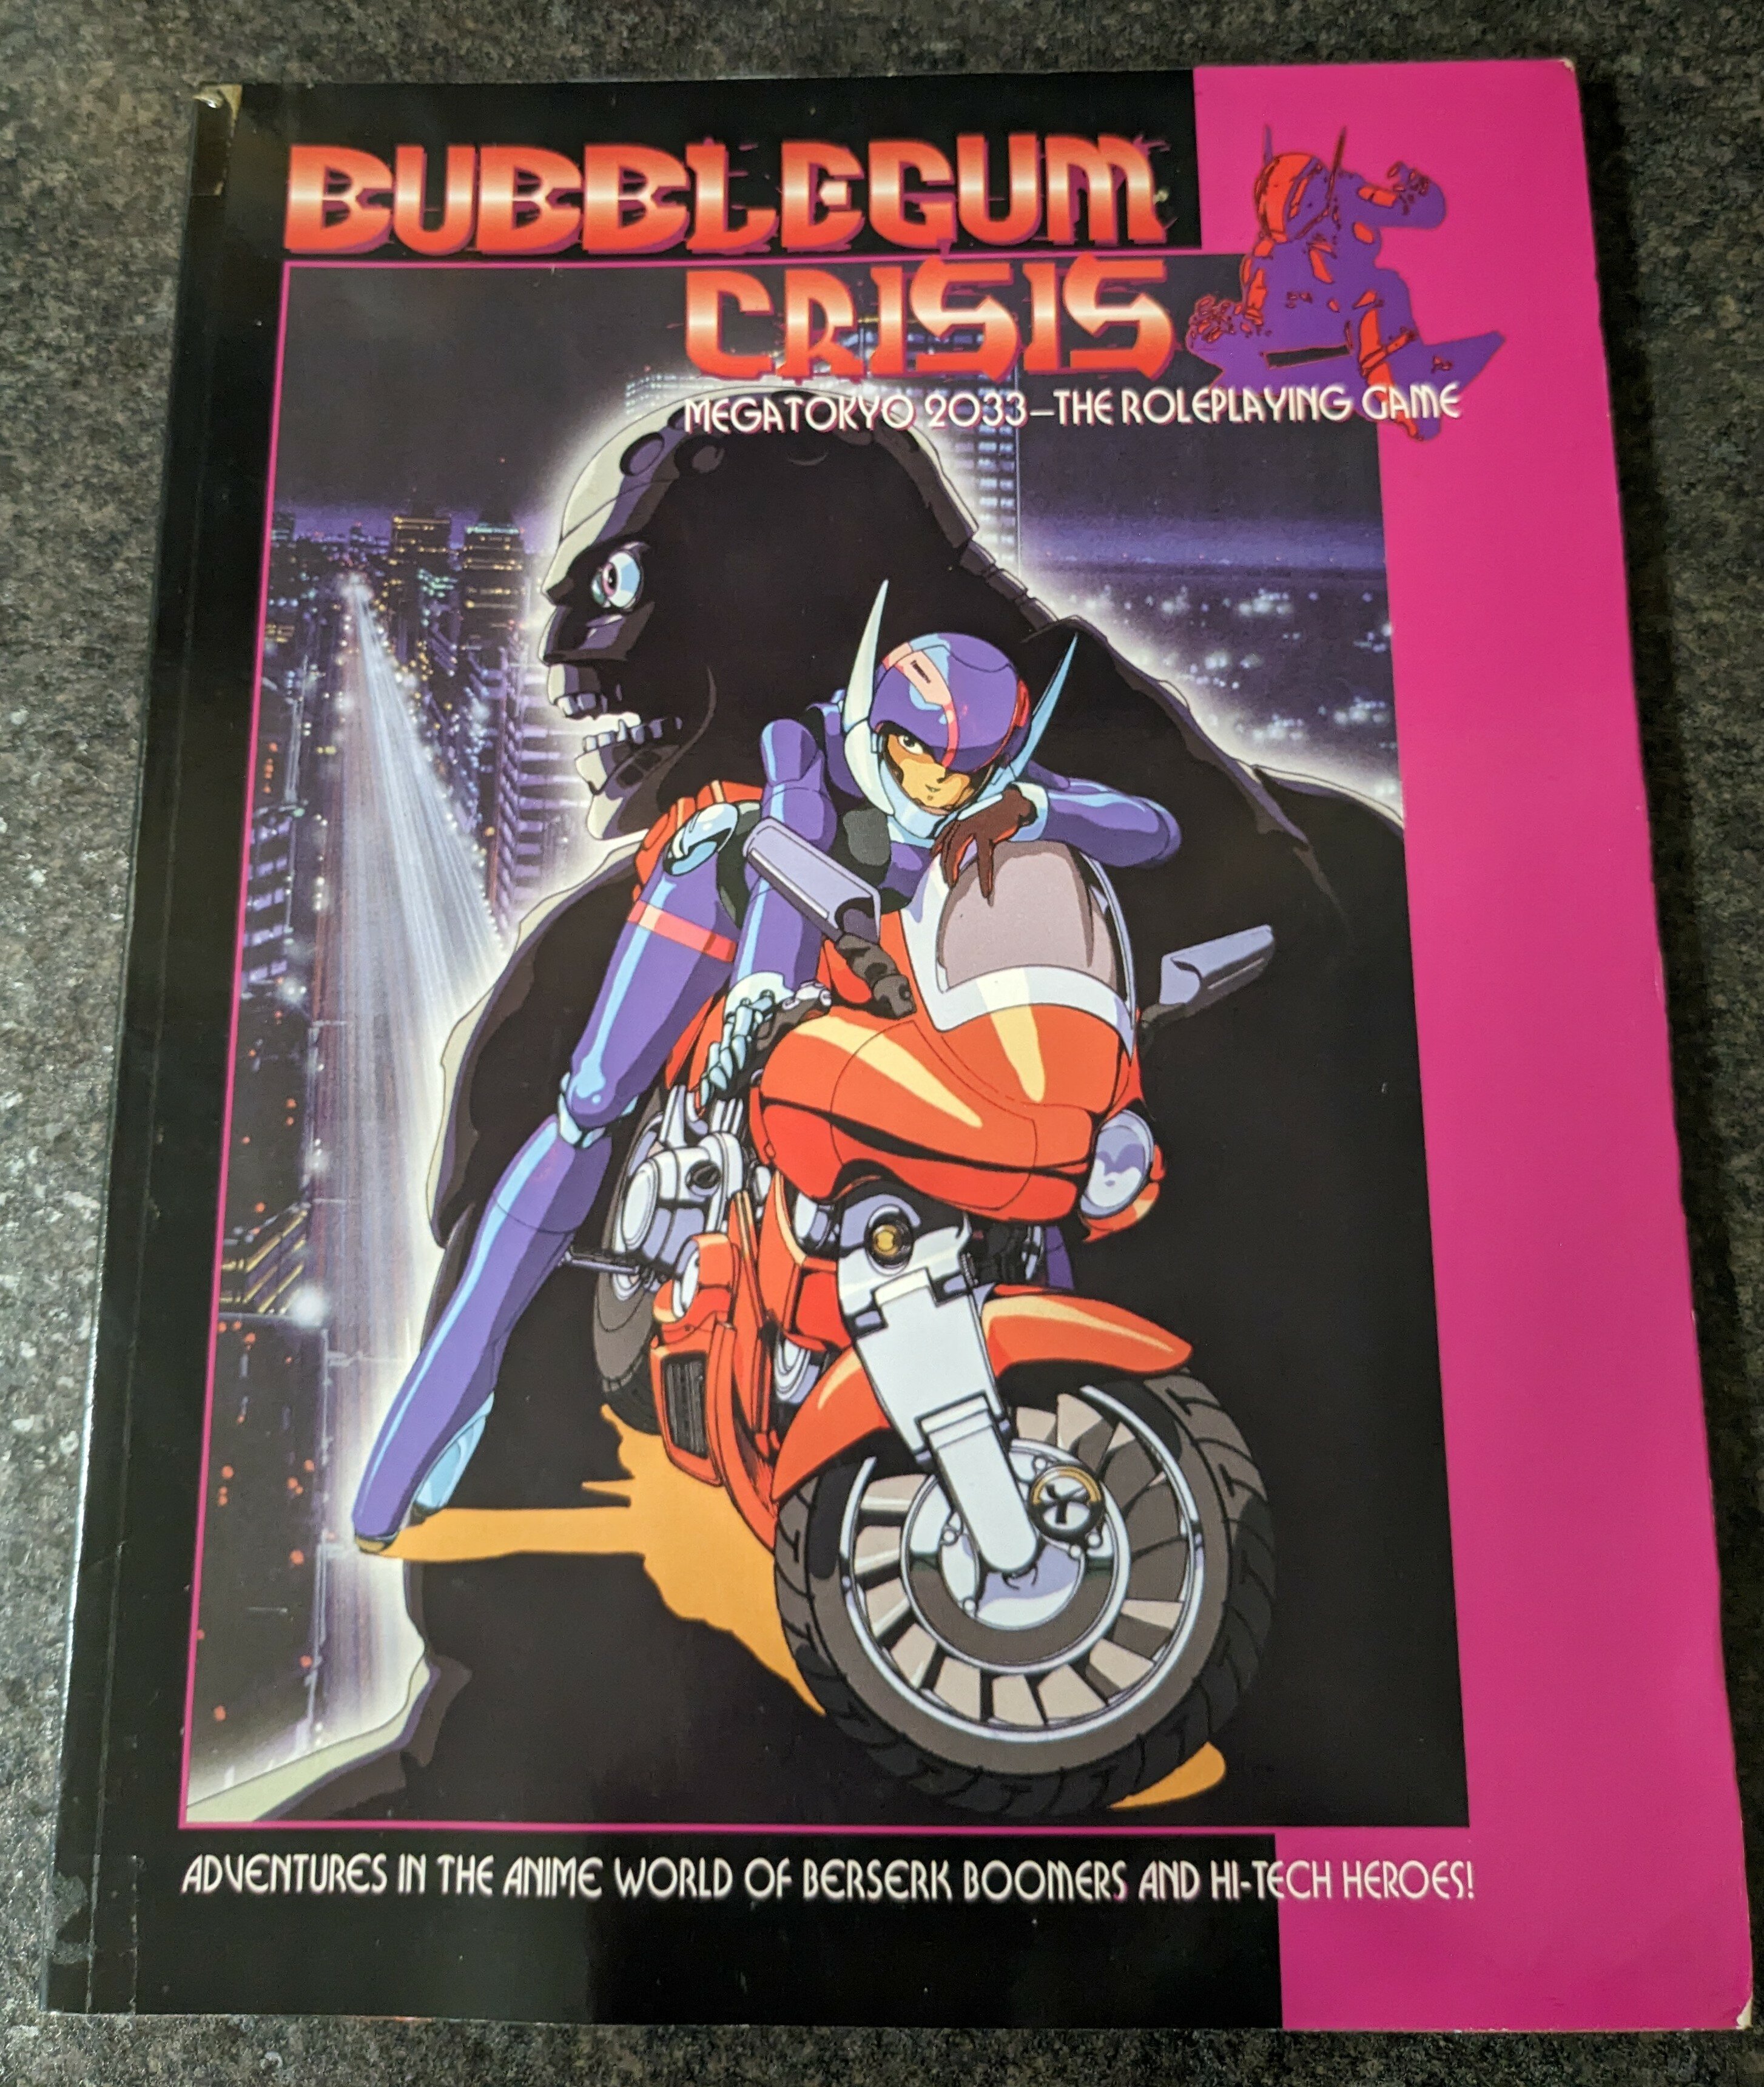 BUBBLEGUM
CRISIS
MEGATOKYO 2033–THE ROLEPLAYING GAME
ADVENTURES IN THE ANIME WORLD OF BERSERK BOOMERS AND HI-TECH HEROES!